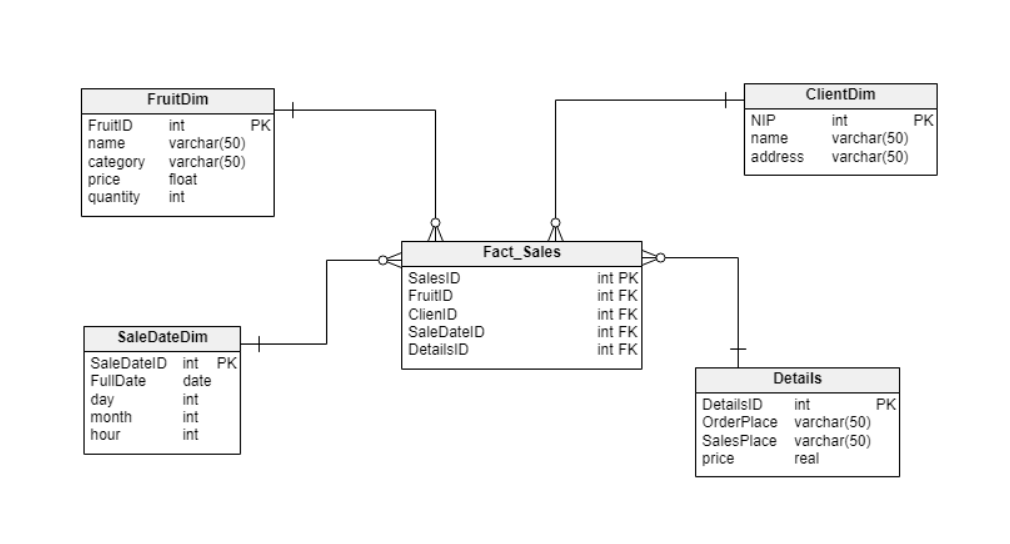 FruitDim
FruitID int PK
name varchar(50)
category varchar(50)
price float
quantity int
ClientDim
NIP int PK
name varchar(50)
address varchar(50)
Fact_Sales
SalesID int PK
FruitID int FK
ClienID int FK
SaleDateID int FK
DetailsID int FK
SaleDateDim
SaleDateID int PK
FullDate date
day int
month int
hour int
Details
DetailsID int PK
OrderPlace varchar(50)
SalesPlace varchar(50)
price real